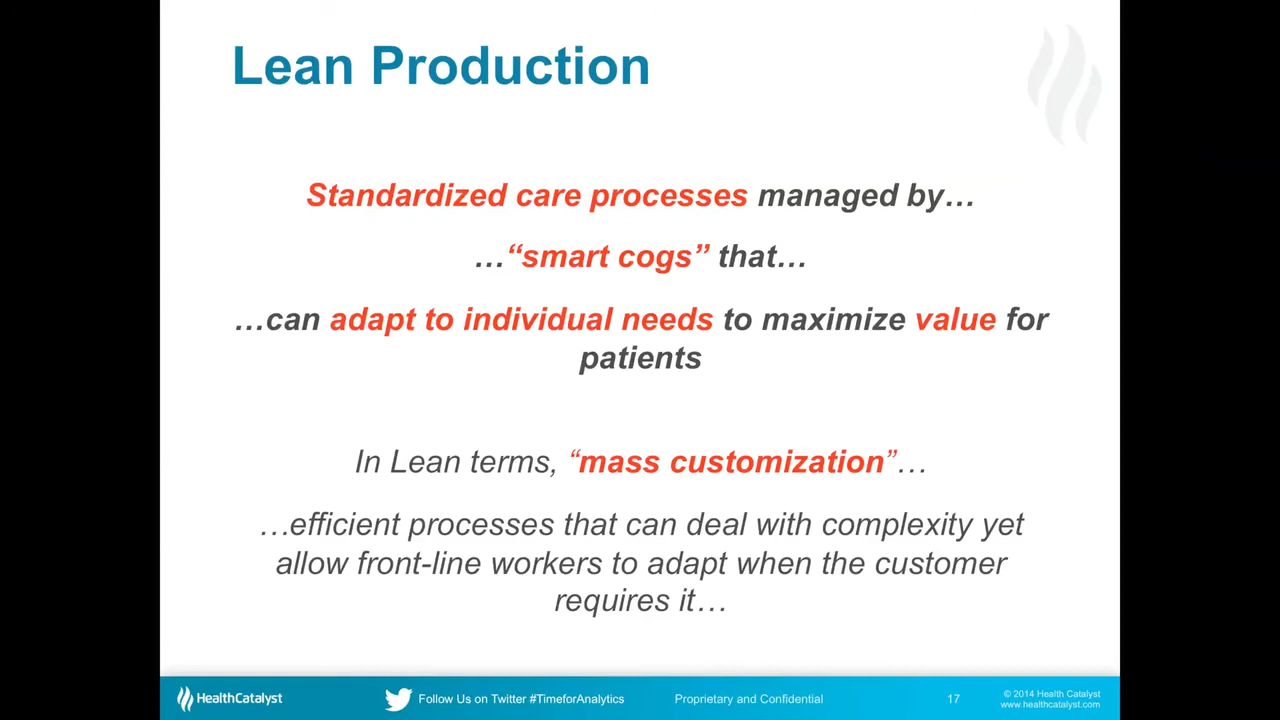 Lean Production
Standardized care processes managed by…
…“smart cogs” that…
…can adapt to individual needs to maximize value for
patients
In Lean terms, “mass customization”…
…efficient processes that can deal with complexity yet
allow front-line workers to adapt when the customer
requires it…
HealthCatalyst
Follow Us on Twitter #TimeforAnalytics
Proprietary and Confidential
17
© 2014 Health Catalyst
www.healthcatalyst.com